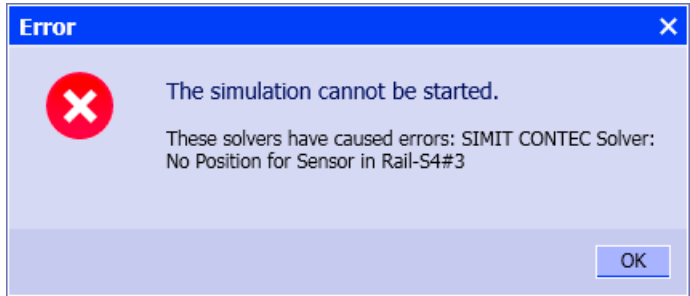 Error
The simulation cannot be started.
These solvers have caused errors: SIMIT CONTEC Solver:
No Position for Sensor in Rail-S4#3
OK